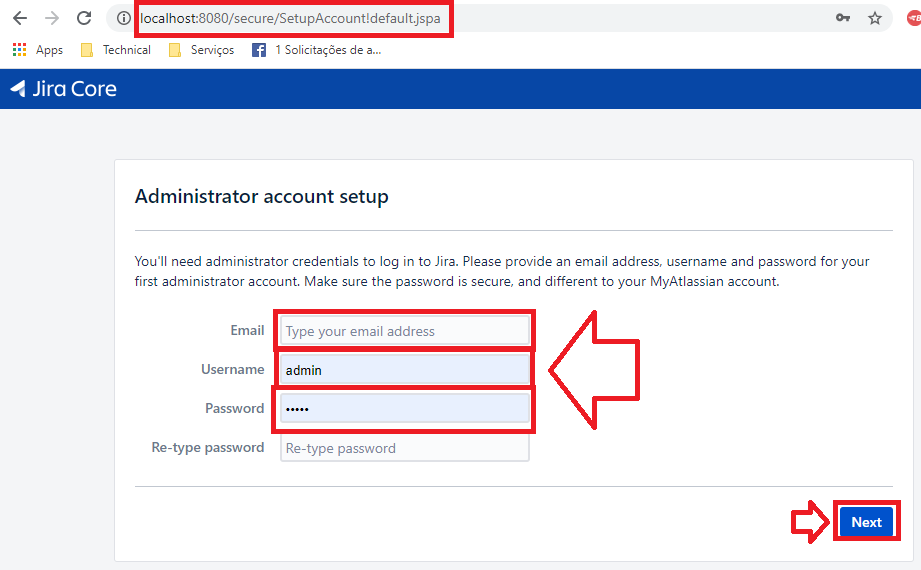 localhost:8080/secure/SetupAccount!default.jspa
Apps Technical Serviços 1 Solicitações de a...
Jira Core
Administrator account setup
You'll need administrator credentials to log in to Jira. Please provide an email address, username and password for your
first administrator account. Make sure the password is secure, and different to your MyAtlassian account.
Email Type your email address
Username admin
Password •••••
Re-type password Re-type password
Next